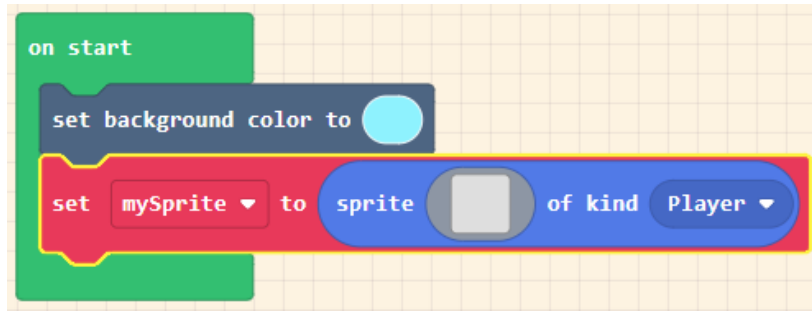 on start
set background color to
set mySprite to sprite of kind Player